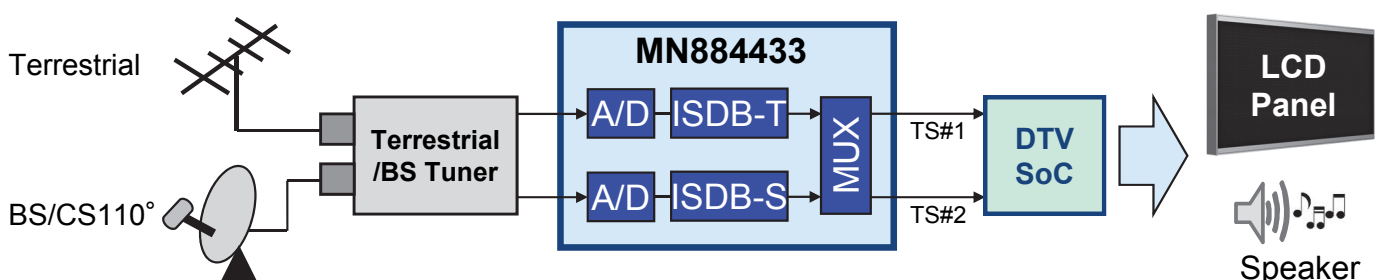 Terrestrial
BS/CS110°
Terrestrial
/BS Tuner
MN884433
A/D
ISDB-T
A/D
ISDB-S
MUX
TS#1
TS#2
DTV
SoC
LCD
Panel
Speaker